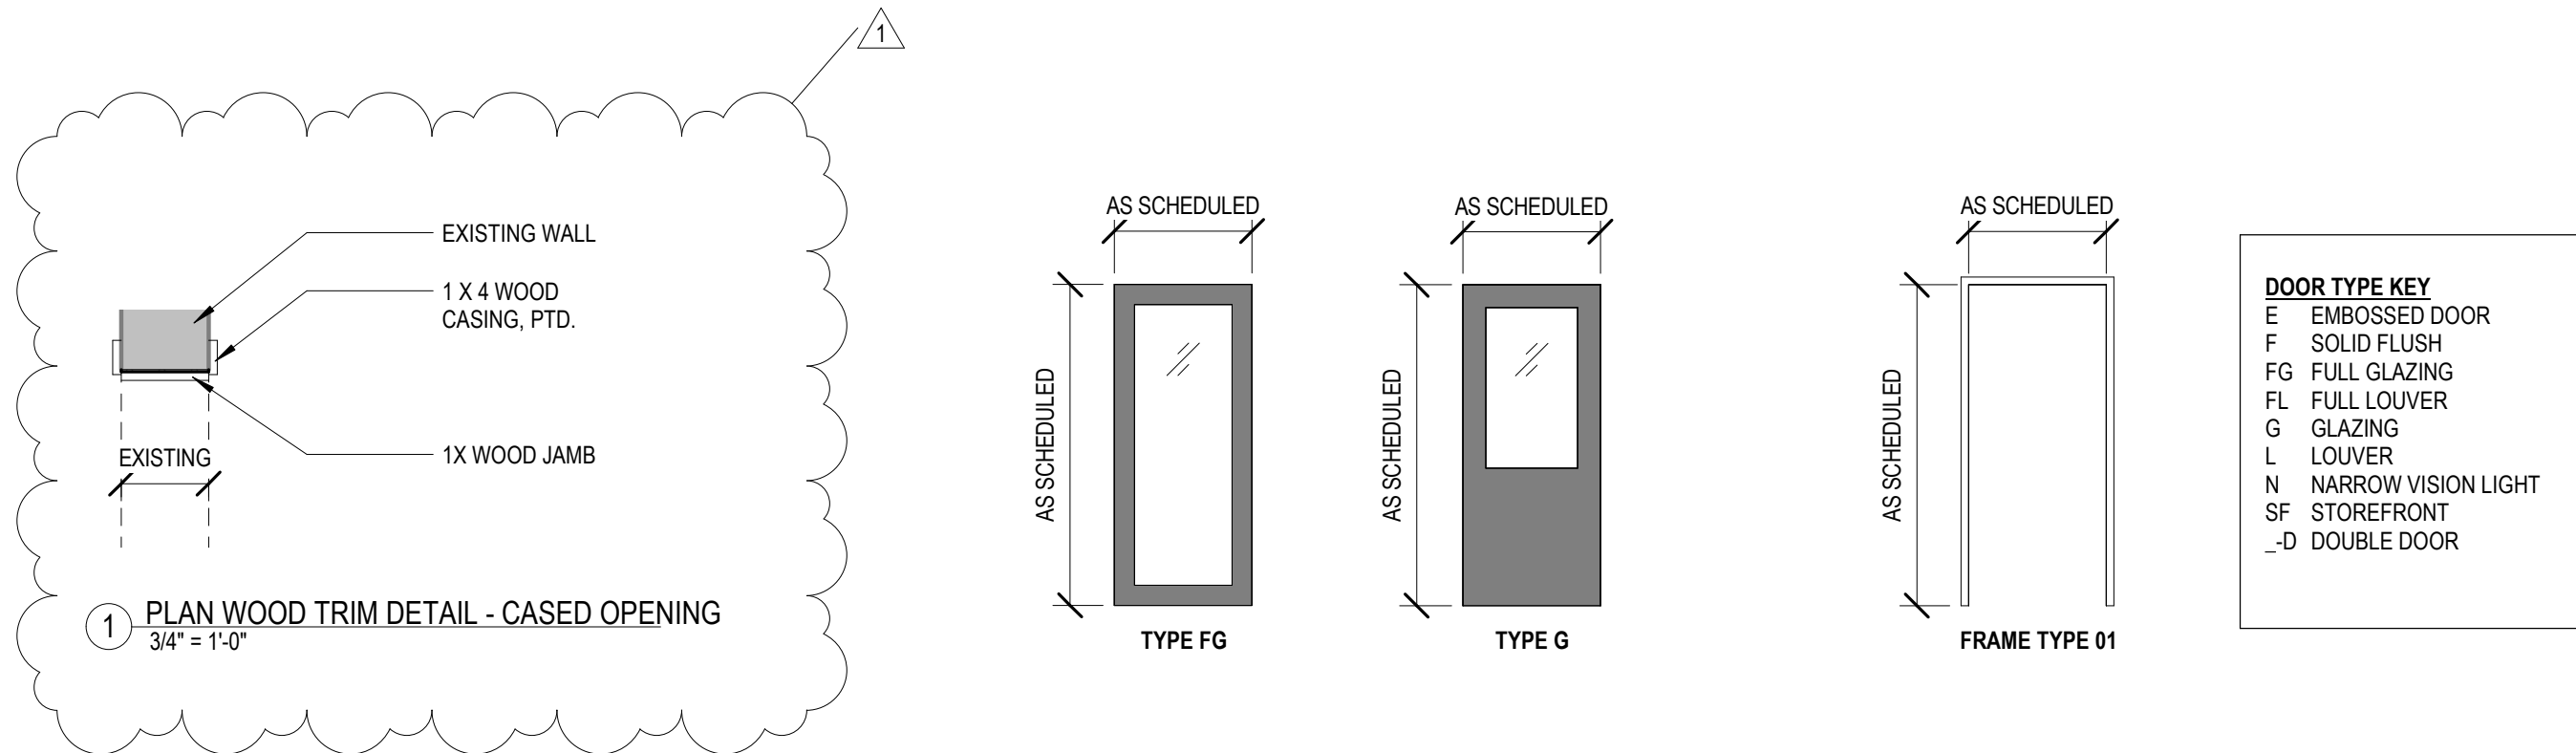 1
EXISTING WALL
1 X 4 WOOD
CASING, PTD.
EXISTING
1X WOOD JAMB
1 PLAN WOOD TRIM DETAIL - CASED OPENING
3/4" = 1'-0"
AS SCHEDULED
AS SCHEDULED
TYPE FG
AS SCHEDULED
AS SCHEDULED
TYPE G
AS SCHEDULED
AS SCHEDULED
FRAME TYPE 01
DOOR TYPE KEY
E EMBOSSED DOOR
F SOLID FLUSH
FG FULL GLAZING
FL FULL LOUVER
G GLAZING
L LOUVER
N NARROW VISION LIGHT
SF STOREFRONT
_-D DOUBLE DOOR